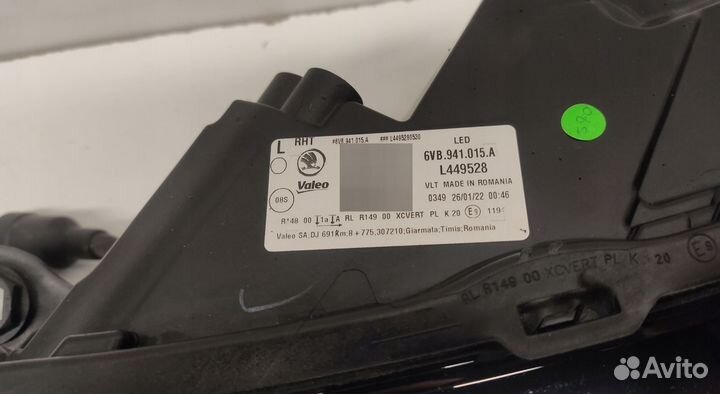 L RHT #6VB.941.015.A ### L4495280530
LED
6VB.941.015.A
L449528
Valeo
VLT MADE IN ROMANIA
08S
0349 26/01/22 00:46
R148 00 1a A RL R149 00 XCVERT PL K 20 E9
Valeo SA;DJ 691Km:8+775,307210;Giarmata;Timis;Romania
RL R149 00 XCVERT PL K 20 E9
Avito